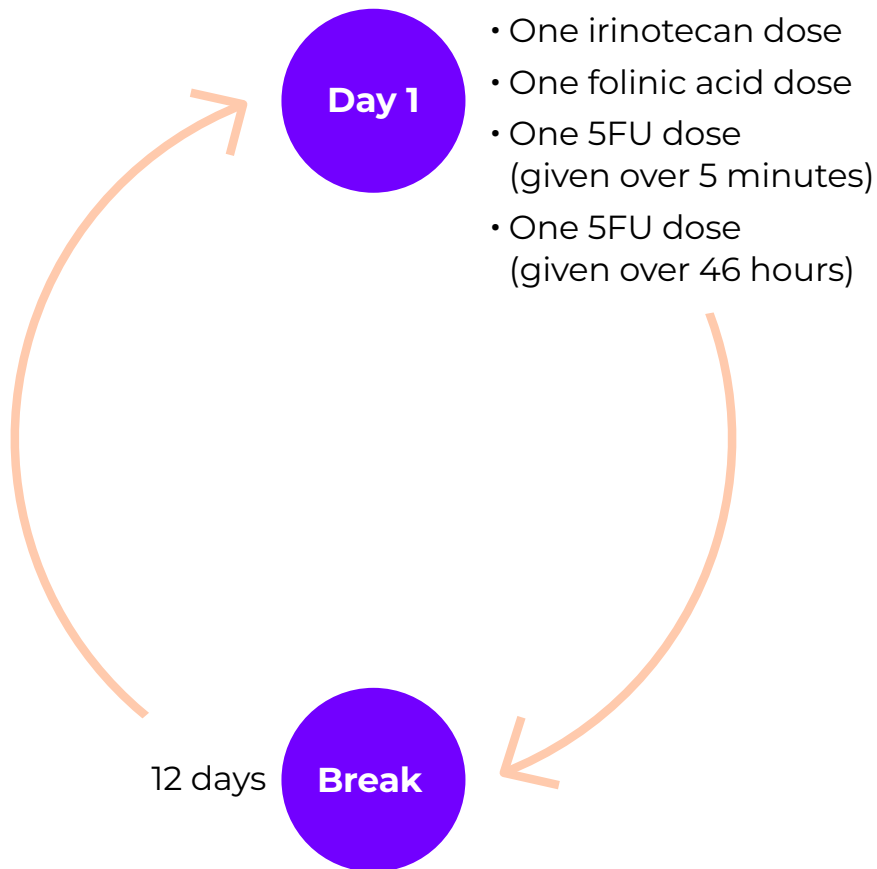 Day 1
• One irinotecan dose
• One folinic acid dose
• One 5FU dose
(given over 5 minutes)
• One 5FU dose
(given over 46 hours)
12 days
Break